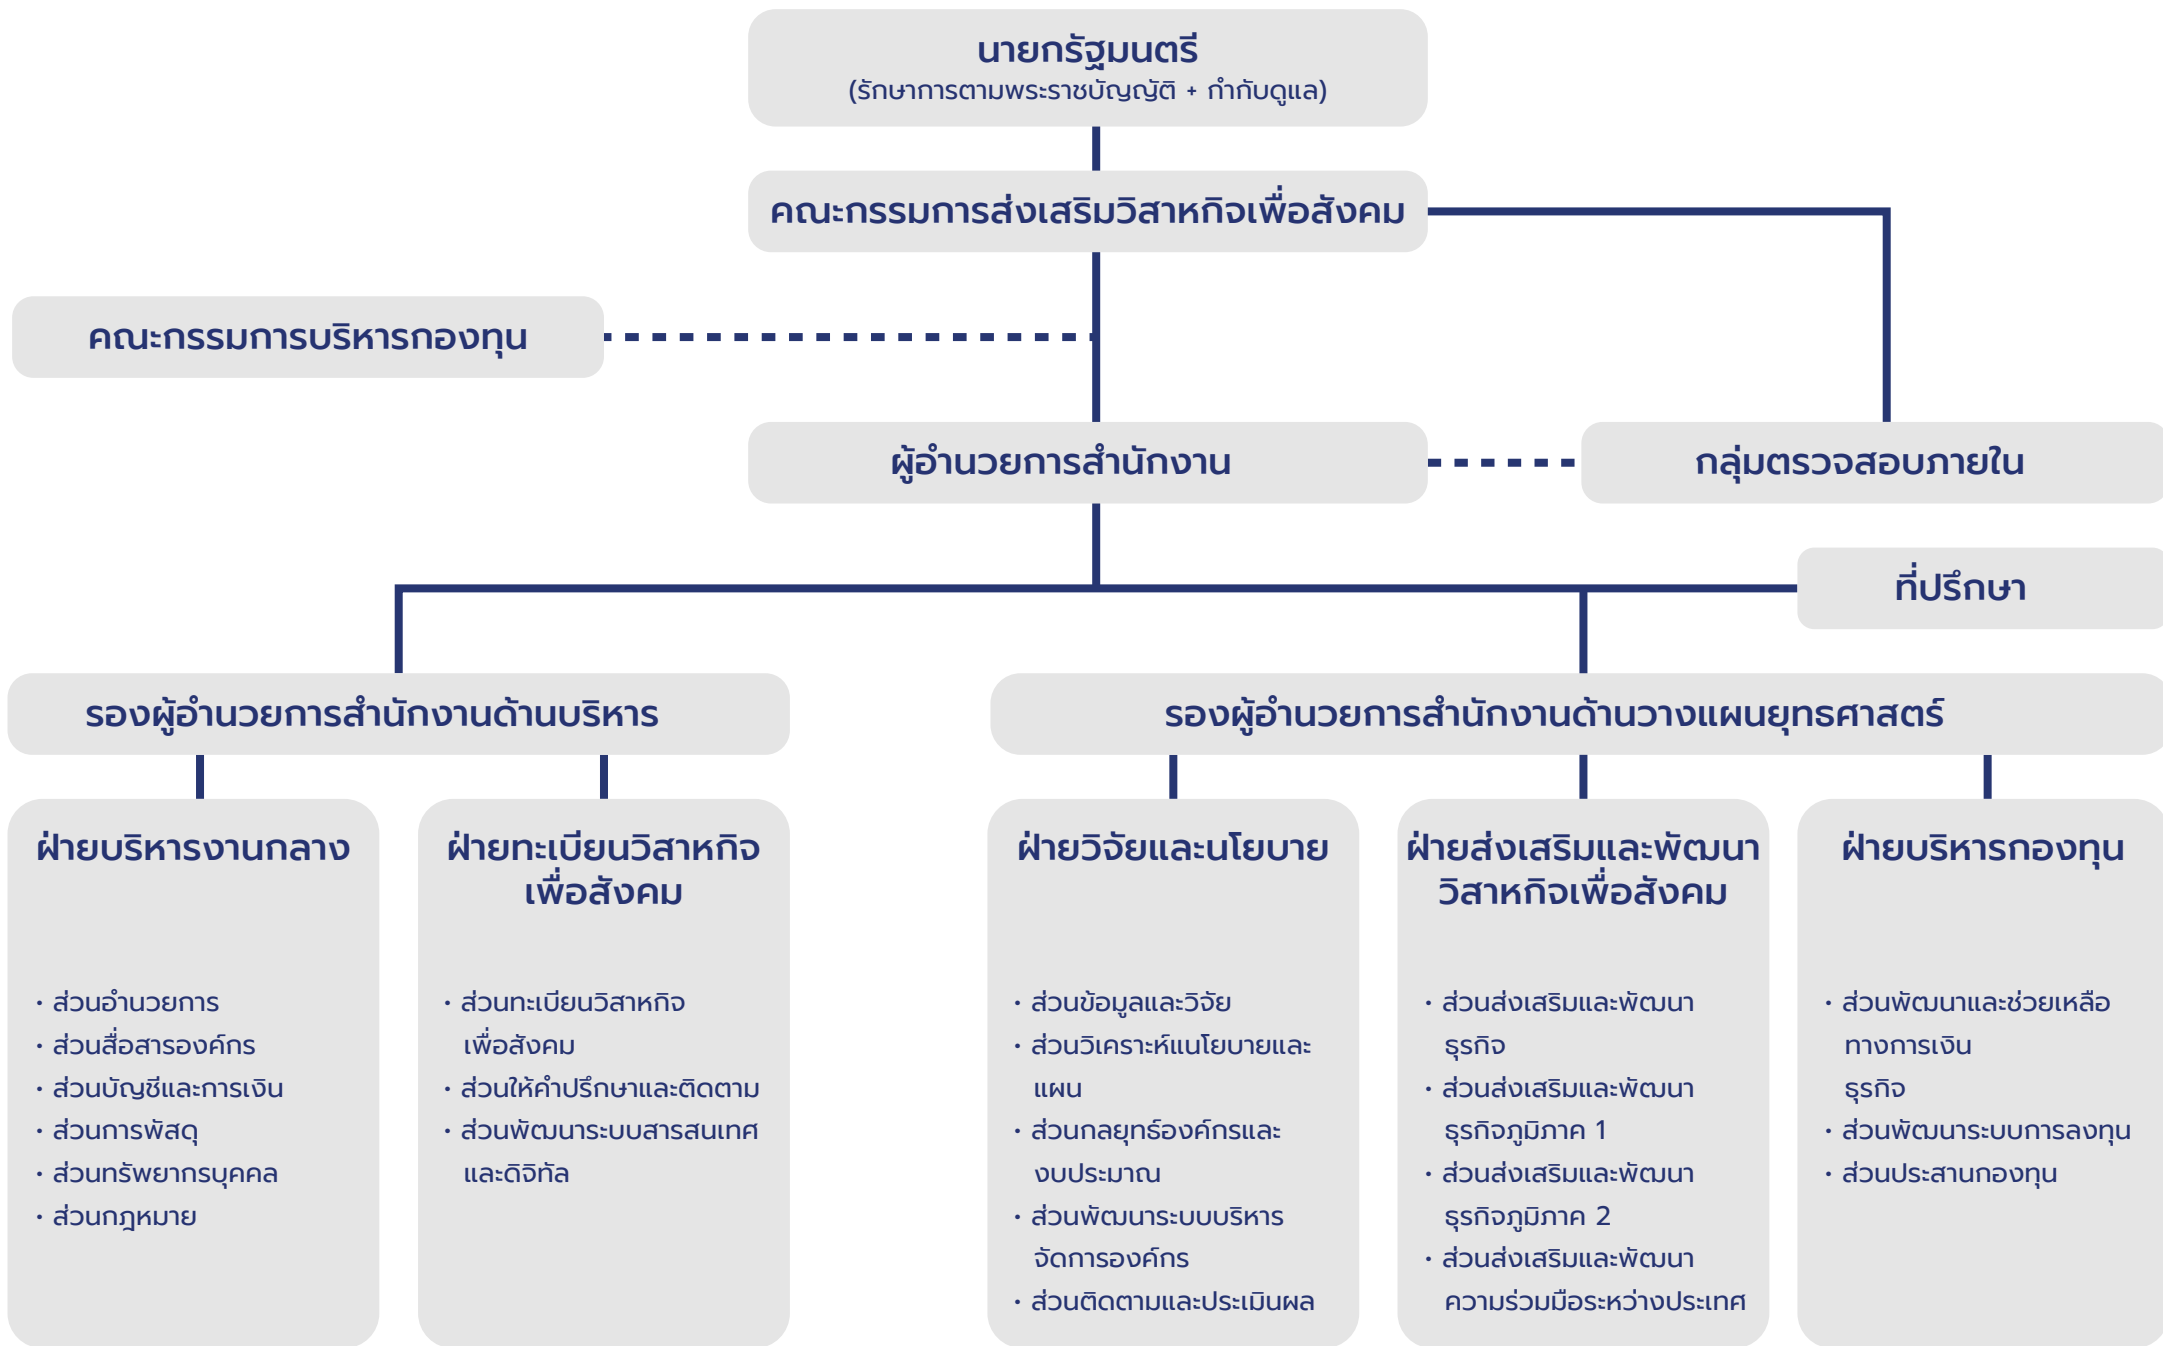 นายกรัฐมนตรี
(รักษาการตามพระราชบัญญัติ + กำกับดูแล)
คณะกรรมการส่งเสริมวิสาหกิจเพื่อสังคม
คณะกรรมการบริหารกองทุน
ผู้อำนวยการสำนักงาน
กลุ่มตรวจสอบภายใน
ที่ปรึกษา
รองผู้อำนวยการสำนักงานด้านบริหาร
รองผู้อำนวยการสำนักงานด้านวางแผนยุทธศาสตร์
ฝ่ายบริหารงานกลาง
· ส่วนอำนวยการ
· ส่วนสื่อสารองค์กร
· ส่วนบัญชีและการเงิน
· ส่วนการพัสดุ
· ส่วนทรัพยากรบุคคล
· ส่วนกฎหมาย
ฝ่ายทะเบียนวิสาหกิจ
เพื่อสังคม
· ส่วนทะเบียนวิสาหกิจ
เพื่อสังคม
· ส่วนให้คำปรึกษาและติดตาม
· ส่วนพัฒนาระบบสารสนเทศ
และดิจิทัล
ฝ่ายวิจัยและนโยบาย
· ส่วนข้อมูลและวิจัย
· ส่วนวิเคราะห์แนโยบายและ
แผน
· ส่วนกลยุทธ์องค์กรและ
งบประมาณ
· ส่วนพัฒนาระบบบริหาร
จัดการองค์กร
· ส่วนติดตามและประเมินผล
ฝ่ายส่งเสริมและพัฒนา
วิสาหกิจเพื่อสังคม
· ส่วนส่งเสริมและพัฒนา
ธุรกิจ
· ส่วนส่งเสริมและพัฒนา
ธุรกิจภูมิภาค 1
· ส่วนส่งเสริมและพัฒนา
ธุรกิจภูมิภาค 2
· ส่วนส่งเสริมและพัฒนา
ความร่วมมือระหว่างประเทศ
ฝ่ายบริหารกองทุน
· ส่วนพัฒนาและช่วยเหลือ
ทางการเงิน
ธุรกิจ
· ส่วนพัฒนาระบบการลงทุน
· ส่วนประสานกองทุน